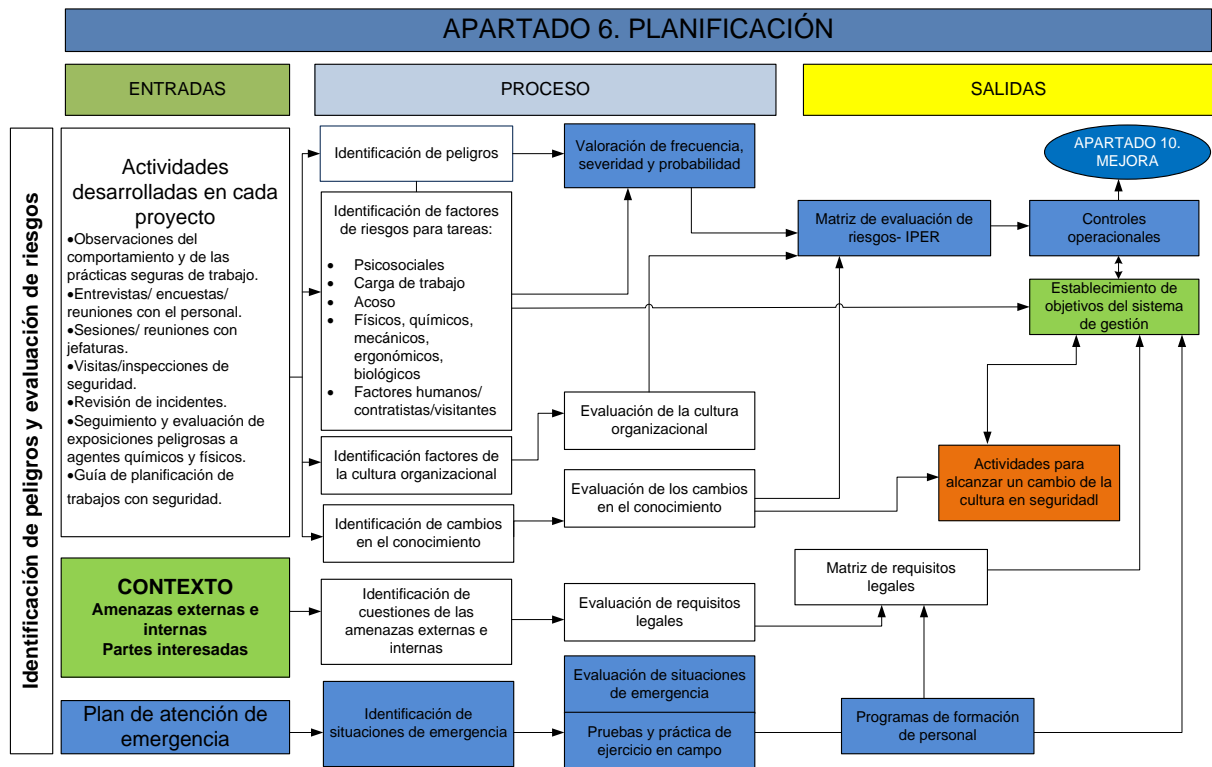 APARTADO 6. PLANIFICACIÓN
ENTRADAS
PROCESO
SALIDAS
Identificación de peligros y evaluación de riesgos
Actividades
desarrolladas en cada
proyecto
•Observaciones del
comportamiento y de las
prácticas seguras de trabajo.
•Entrevistas/ encuestas/
reuniones con el personal.
•Sesiones/ reuniones con
jefaturas.
•Visitas/inspecciones de
seguridad.
•Revisión de incidentes.
•Seguimiento y evaluación de
exposiciones peligrosas a
agentes químicos y físicos.
•Guía de planificación de
trabajos con seguridad.
CONTEXTO
Amenazas externas e
internas
Partes interesadas
Plan de atención de
emergencia
Identificación de peligros
Identificación de factores
de riesgos para tareas:
• Psicosociales
• Carga de trabajo
• Acoso
• Físicos, químicos,
mecánicos,
ergonómicos,
biológicos
• Factores humanos/
contratistas/visitantes
Identificación factores de
la cultura organizacional
Identificación de cambios
en el conocimiento
Identificación de
cuestiones de las
amenazas externas e
internas
Identificación de
situaciones de emergencia
Valoración de frecuencia,
severidad y probabilidad
Evaluación de la cultura
organizacional
Evaluación de los cambios
en el conocimiento
Evaluación de requisitos
legales
Evaluación de situaciones
de emergencia
Pruebas y práctica de
ejercicio en campo
APARTADO 10.
MEJORA
Matriz de evaluación de
riesgos- IPER
Controles
operacionales
Establecimiento de
objetivos del sistema
de gestión
Actividades para
alcanzar un cambio de la
cultura en seguridadl
Matriz de requisitos
legales
Programas de formación
de personal